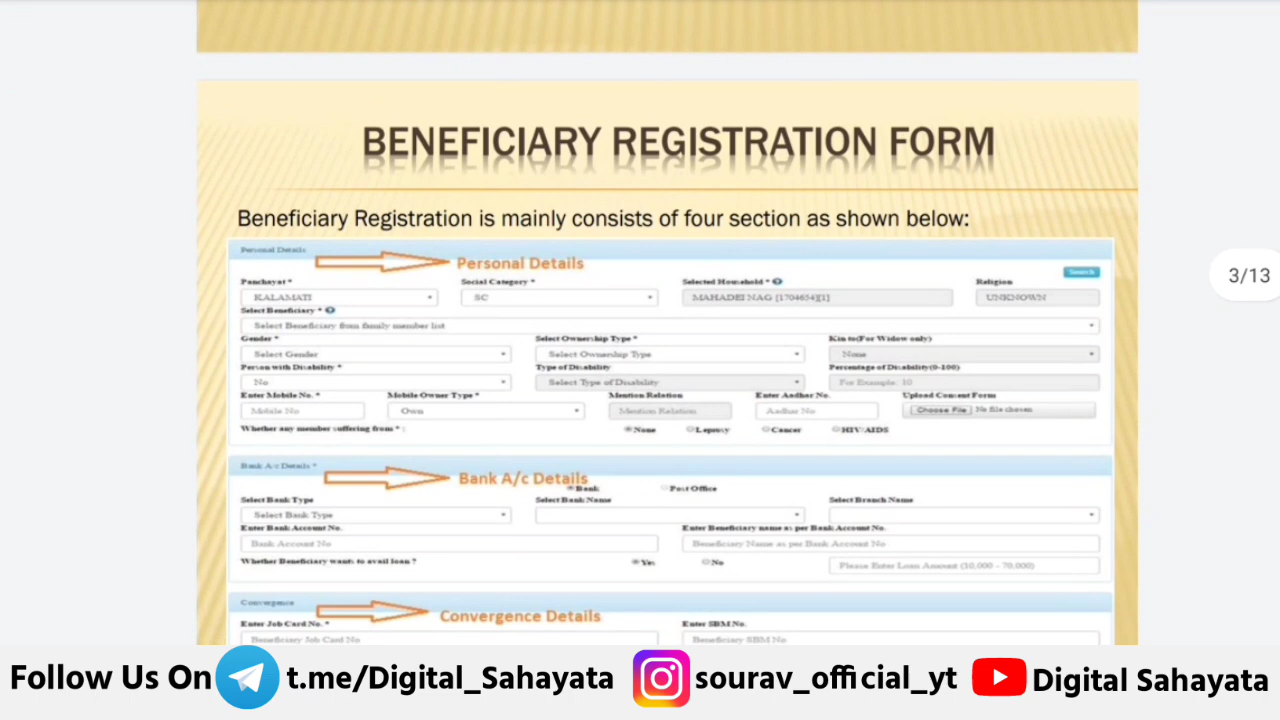 BENEFICIARY REGISTRATION FORM
Beneficiary Registration is mainly consists of four section as shown below:
Personal Details
Personal Details
Search
Panchayat * Social Category * Selected Household * Religion
KALAMATI SC MAHADEI NAG [1704654][1] UNKNOWN
Select Beneficiary *
Select Beneficiary from family member list
Gender * Select Ownership Type * Kin to(For Widow only)
Select Gender Select Ownership Type None
Person with Disability * Type of Disability Percentage of Disability(0-100)
No Select Type of Disability For Example: 10
Enter Mobile No. * Mobile Owner Type * Mention Relation Enter Aadhar No. Upload Consent Form
Mobile No Own Mention Relation Aadhar No Choose File No file chosen
Whether any member suffering from * : None Leprosy Cancer HIV/AIDS
Bank A/c Details *
Bank A/c Details
Bank Post Office
Select Bank Type Select Bank Name Select Branch Name
Select Bank Type
Enter Bank Account No. Enter Beneficiary name as per Bank Account No.
Bank Account No Beneficiary Name as per Bank Account No
Whether Beneficiary wants to avail loan ? Yes No Please Enter Loan Amount (10,000 - 70,000)
Convergence
Convergence Details
Enter Job Card No. * Enter SBM No.
Beneficiary Job Card No Beneficiary SBM No
3/13
Follow Us On t.me/Digital_Sahayata sourav_official_yt Digital Sahayata